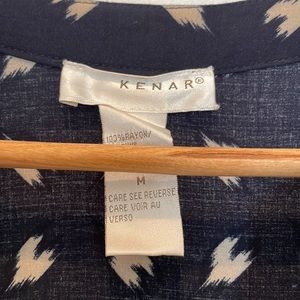 KENAR®
100% RAYON/
M
CARE SEE REVERSE
CARE VOIR AU
VERSO